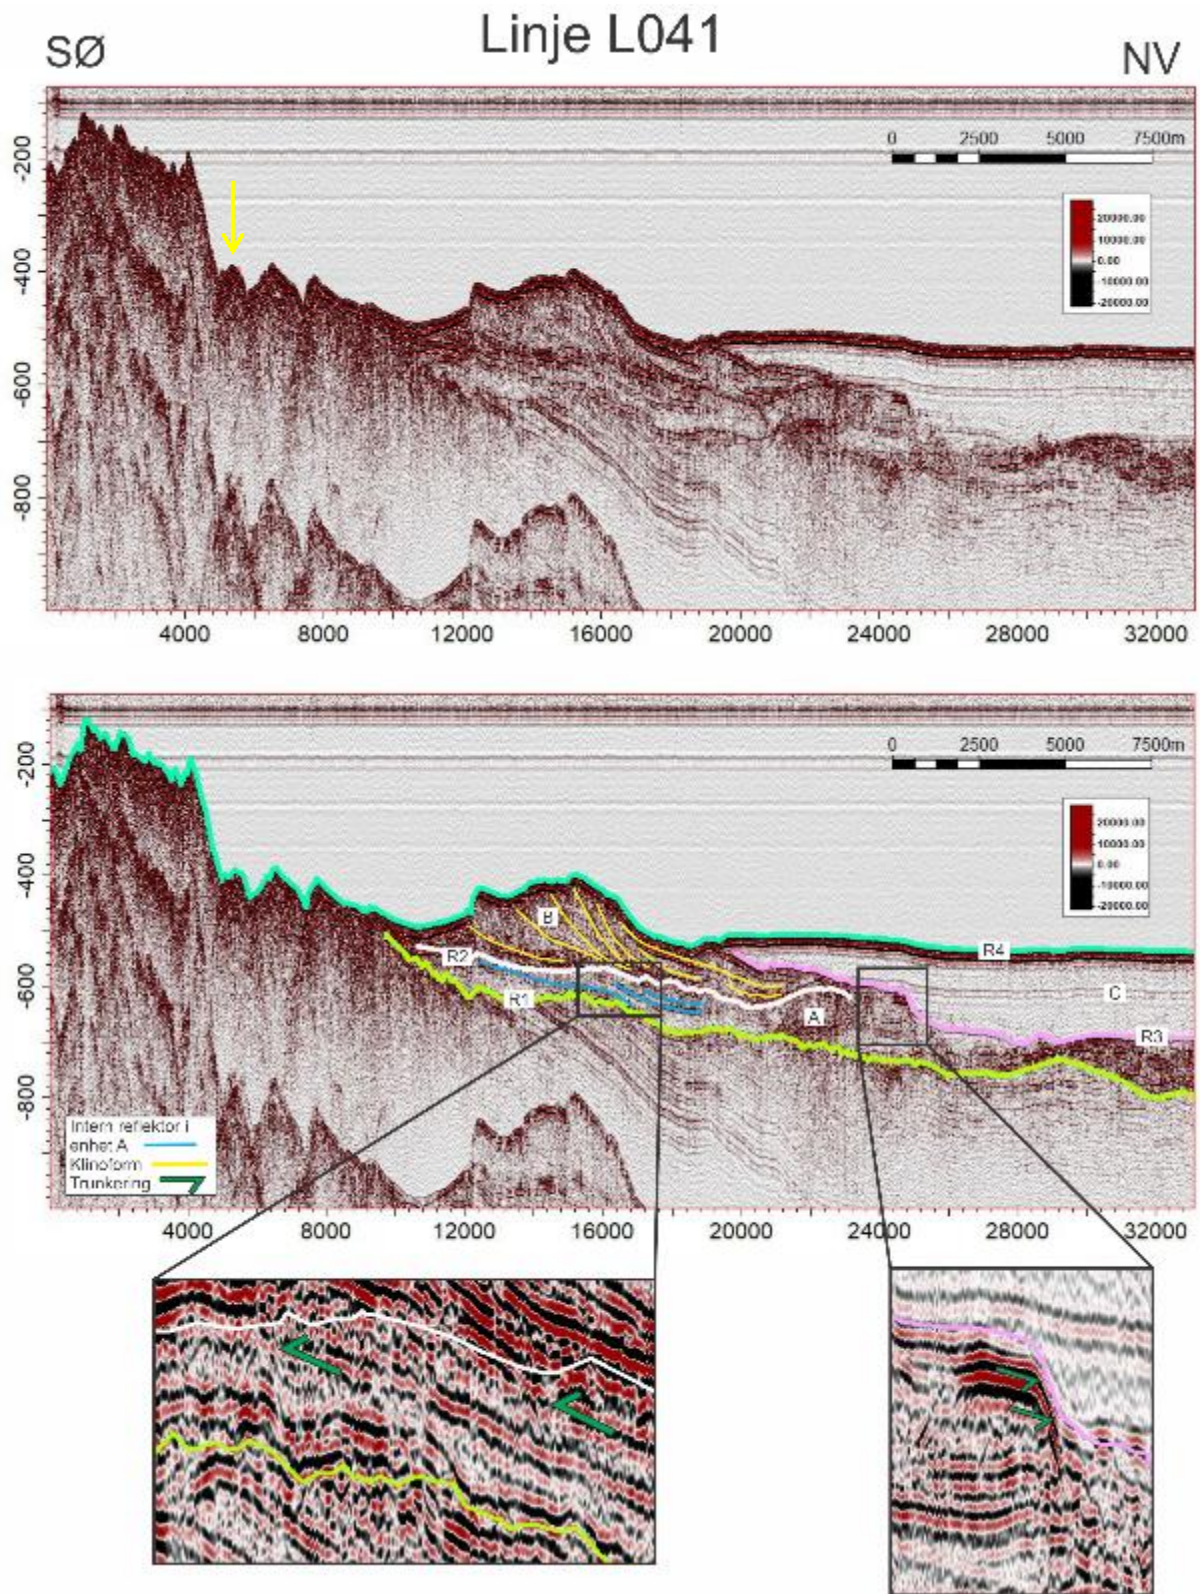 Linje L041
SØ
NV
0 2500 5000 7500m
-200
-400
-600
-800
20000.00
10000.00
0.00
-10000.00
-20000.00
4000 8000 12000 16000 20000 24000 28000 32000
0 2500 5000 7500m
-200
-400
-600
-800
20000.00
10000.00
0.00
-10000.00
-20000.00
B
R2
R1
A
R4
C
R3
Intern reflektor i
enhet A
Klinoform
Trunkering
4000 8000 12000 16000 20000 24000 28000 32000